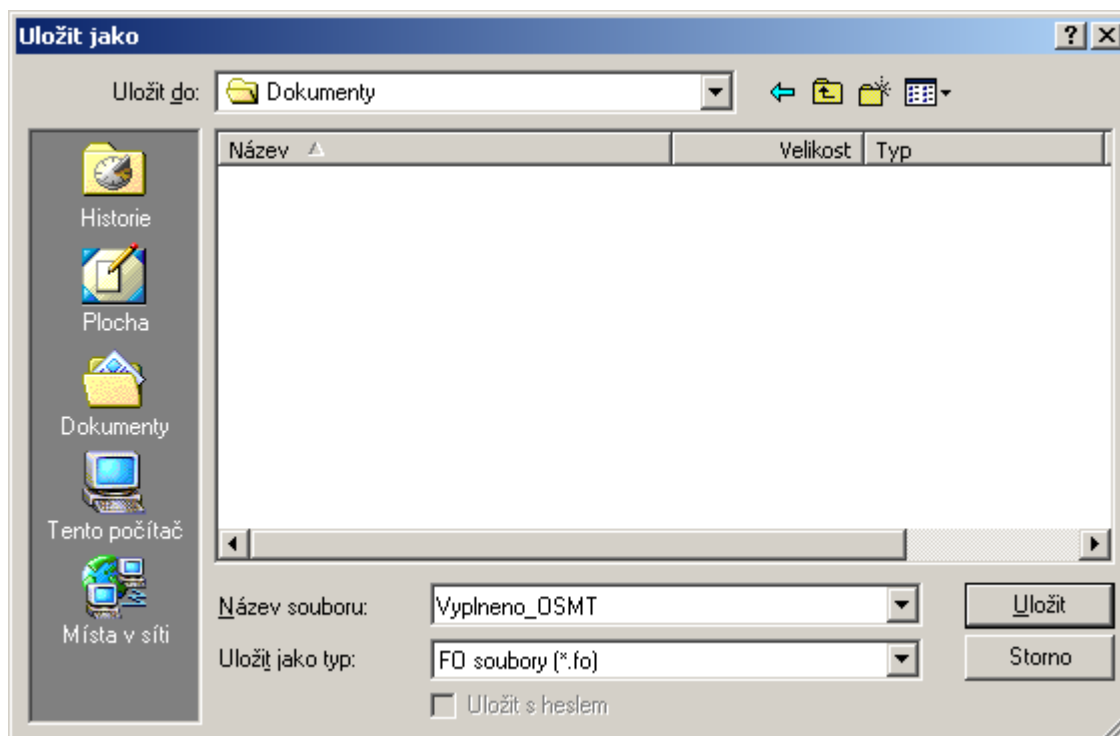 Uložit jako
Uložit do: Dokumenty
Název Velikost Typ
Historie
Plocha
Dokumenty
Tento počítač
Místa v síti
Název souboru: Vyplneno_OSMT Uložit
Uložit jako typ: FO soubory (*.fo) Storno
Uložit s heslem